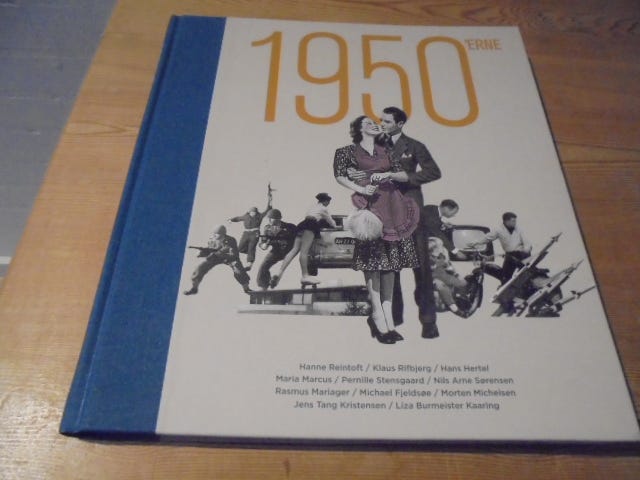 1950'ERNE
Hanne Reintoft / Klaus Rifbjerg / Hans Hertel
Maria Marcus / Pernille Stensgaard / Nils Arne Sørensen
Rasmus Mariager / Michael Fjeldsøe / Morten Michelsen
Jens Tang Kristensen / Liza Burmeister Kaaring